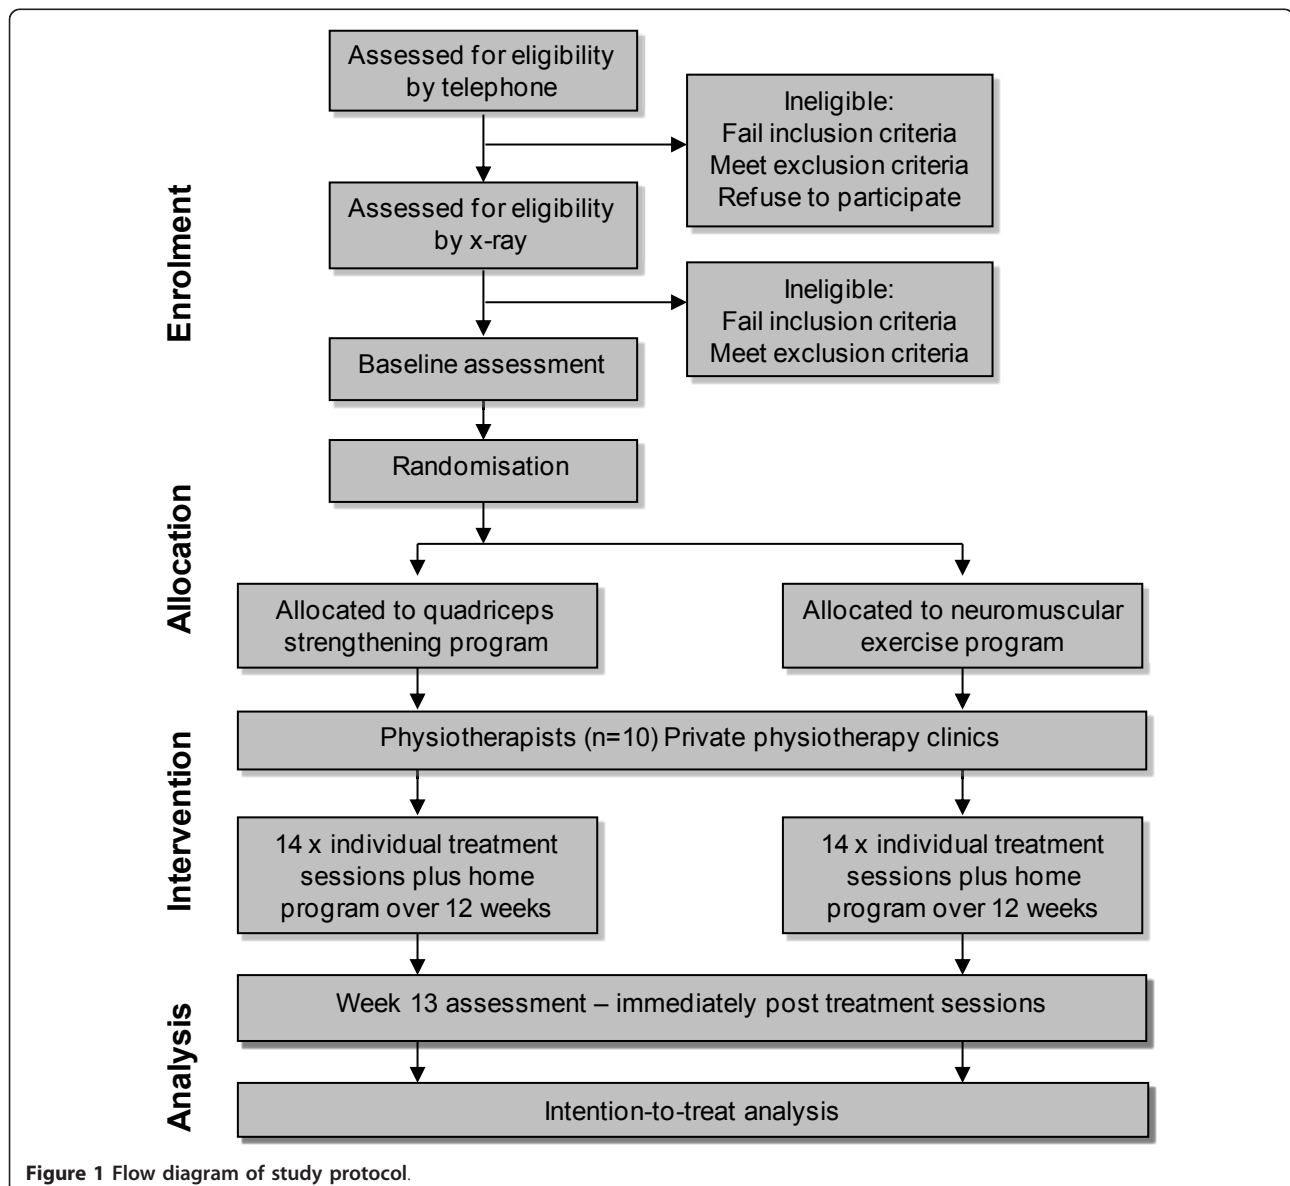 Assessed for eligibility
by telephone
Ineligible:
Fail inclusion criteria
Meet exclusion criteria
Refuse to participate
Enrolment
Assessed for eligibility
by x-ray
Ineligible:
Fail inclusion criteria
Meet exclusion criteria
Baseline assessment
Randomisation
Allocation
Allocated to quadriceps
strengthening program
Allocated to neuromuscular
exercise program
Physiotherapists (n=10) Private physiotherapy clinics
Intervention
14 x individual treatment
sessions plus home
program over 12 weeks
14 x individual treatment
sessions plus home
program over 12 weeks
Week 13 assessment – immediately post treatment sessions
Analysis
Intention-to-treat analysis
Figure 1 Flow diagram of study protocol.